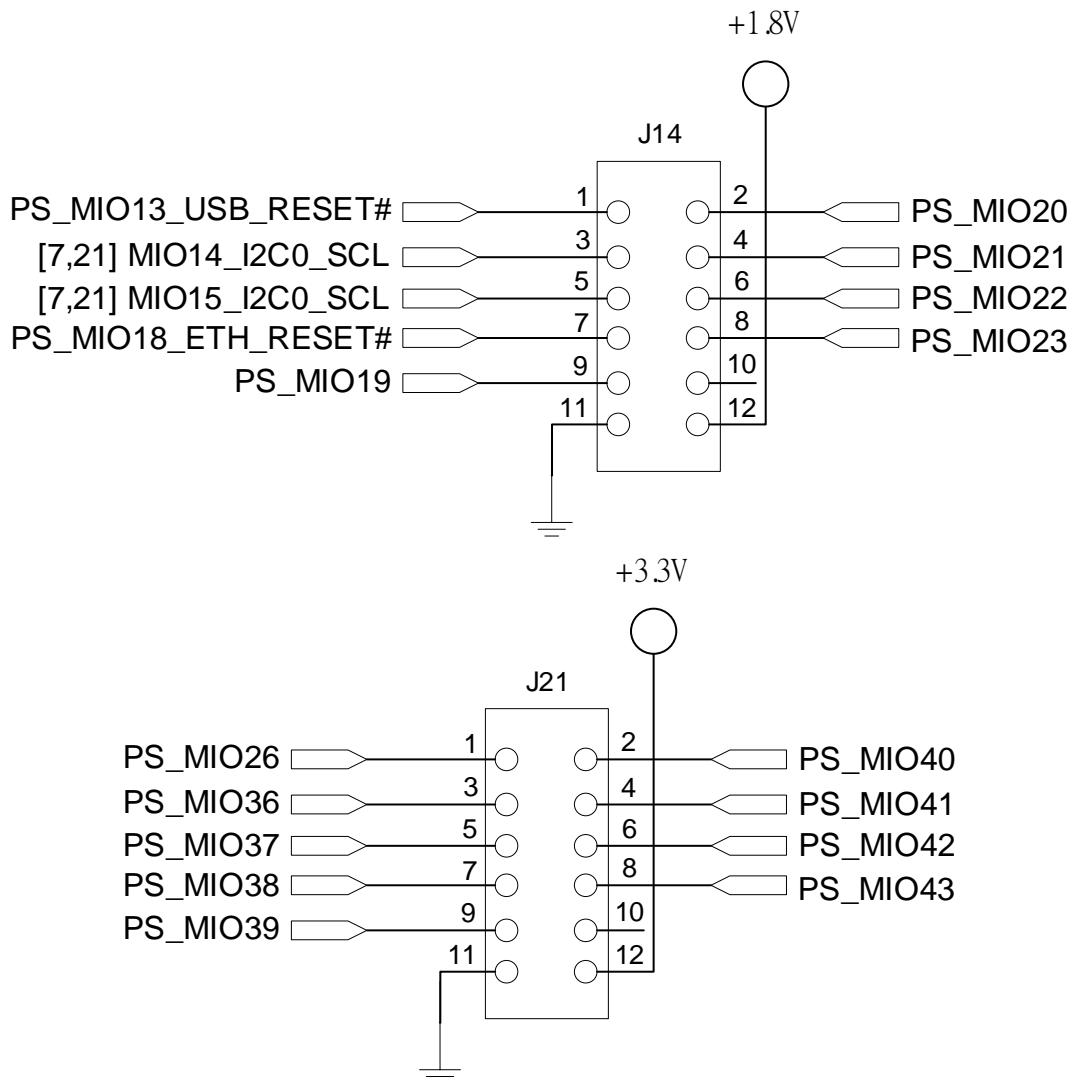 +1.8V
J14
PS_MIO13_USB_RESET# 1 2 PS_MIO20
[7,21] MIO14_I2C0_SCL 3 4 PS_MIO21
[7,21] MIO15_I2C0_SCL 5 6 PS_MIO22
PS_MIO18_ETH_RESET# 7 8 PS_MIO23
PS_MIO19 9 10
11 12
+3.3V
J21
PS_MIO26 1 2 PS_MIO40
PS_MIO36 3 4 PS_MIO41
PS_MIO37 5 6 PS_MIO42
PS_MIO38 7 8 PS_MIO43
PS_MIO39 9 10
11 12